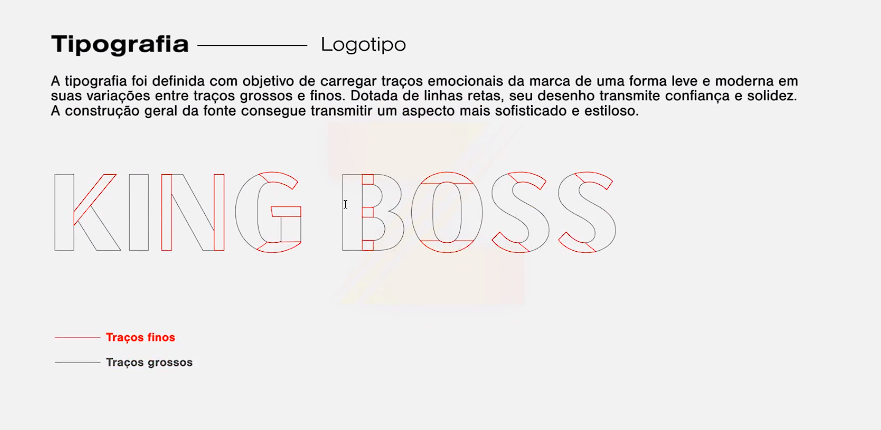 Tipografia Logotipo
A tipografia foi definida com objetivo de carregar traços emocionais da marca de uma forma leve e moderna em
suas variações entre traços grossos e finos. Dotada de linhas retas, seu desenho transmite confiança e solidez.
A construção geral da fonte consegue transmitir um aspecto mais sofisticado e estiloso.
KING BOSS
Traços finos
Traços grossos